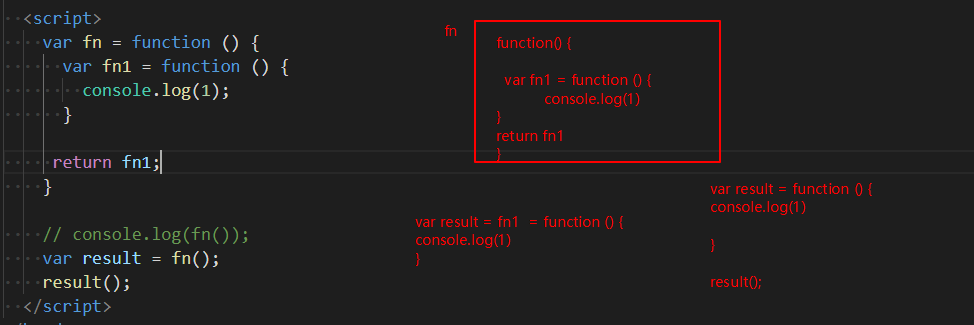 <script>
var fn = function () {
var fn1 = function () {
console.log(1);
}
return fn1;
}
// console.log(fn());
var result = fn();
result();
</script>
fn
function() {
var fn1 = function () {
console.log(1)
}
return fn1
}
var result = fn1 = function () {
console.log(1)
}
var result = function () {
console.log(1)
}
result();